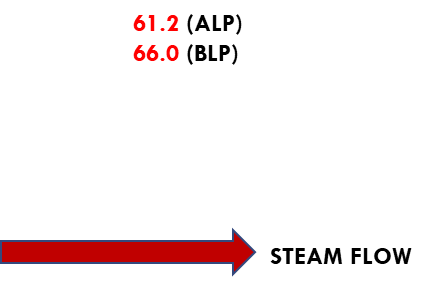 61.2 (ALP)
66.0 (BLP)
STEAM FLOW